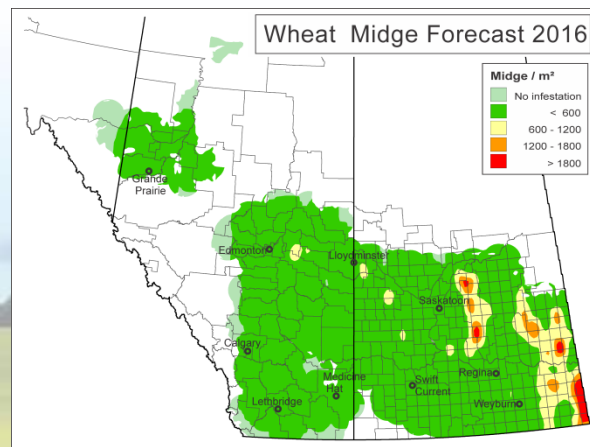 Wheat Midge Forecast 2016
Midge / m²
No infestation
< 600
600 - 1200
1200 - 1800
> 1800
Grande
Prairie
Edmonton
Lloydminster
Saskatoon
Calgary
Medicine
Hat
Regina
Swift
Current
Lethbridge
Weyburn